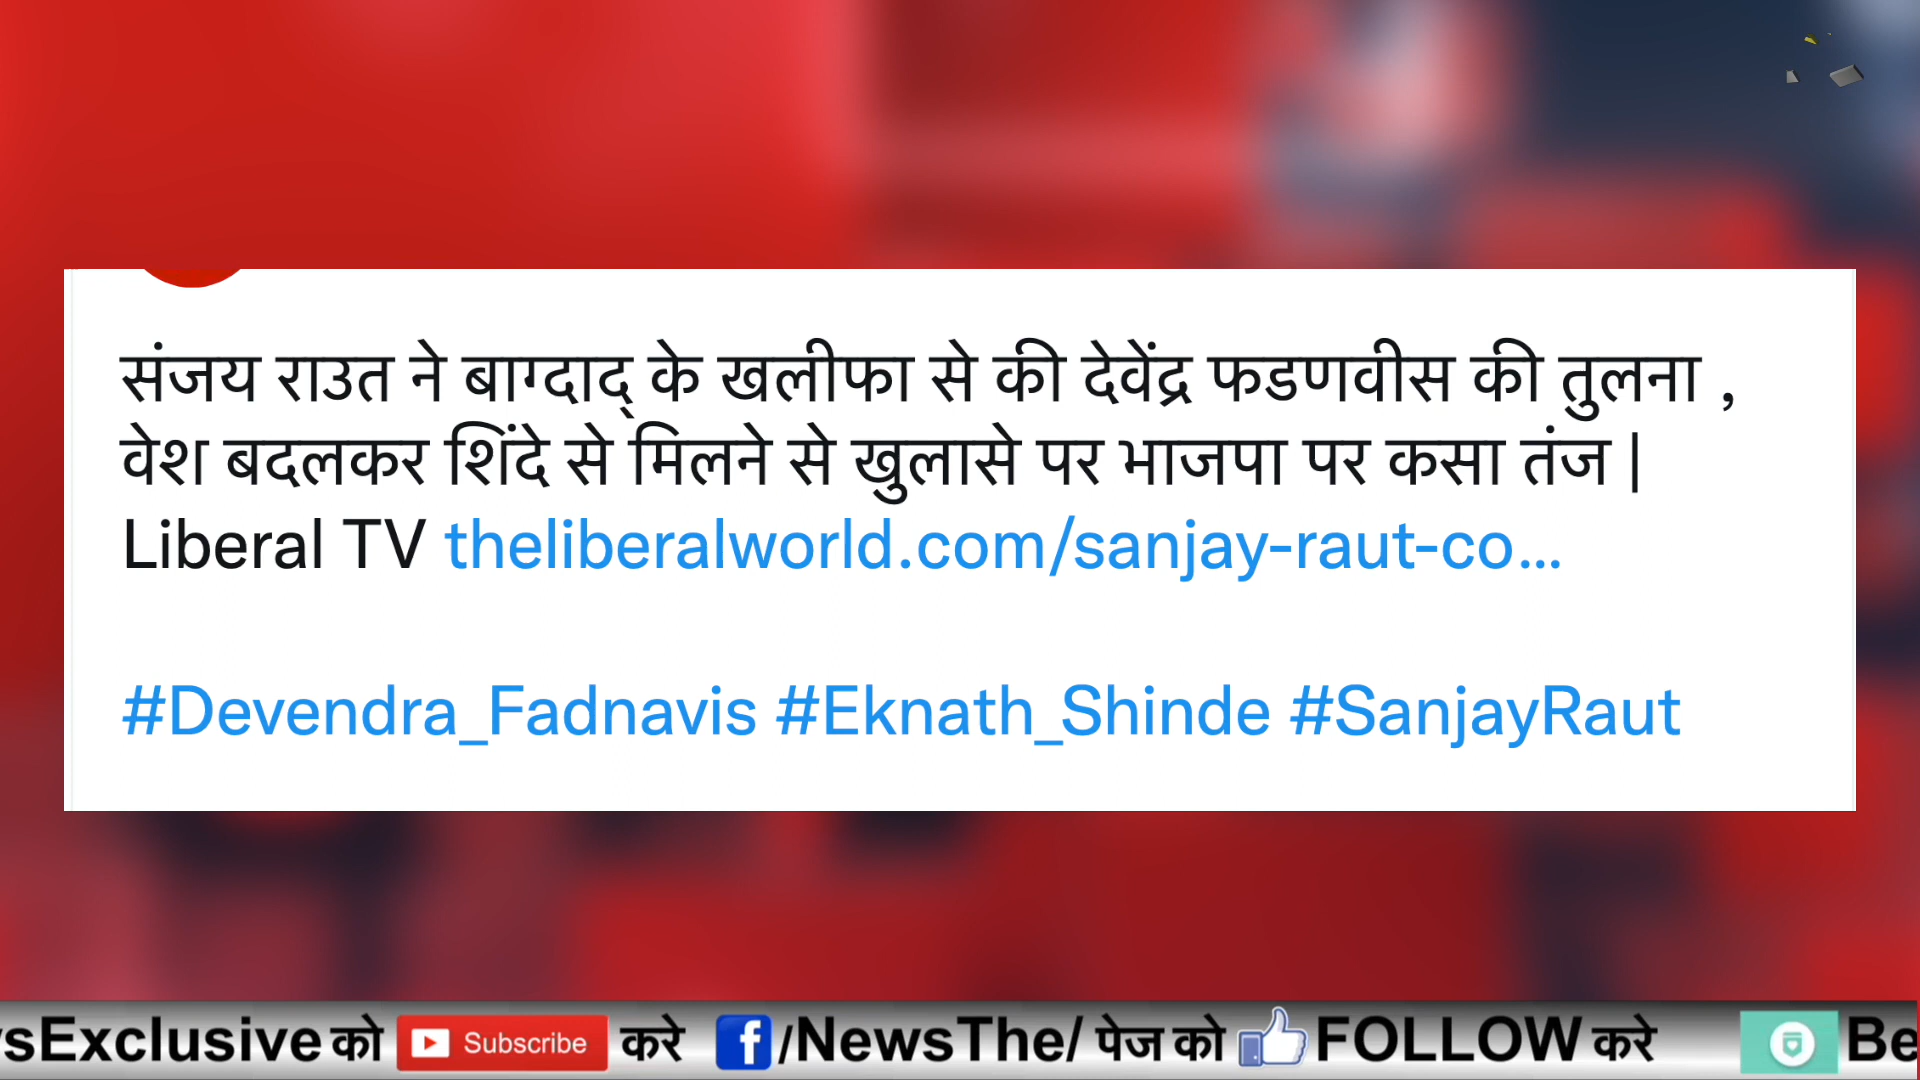 संजय राउत ने बाग्दाद् के खलीफा से की देवेंद्र फडणवीस की तुलना ,
वेश बदलकर शिंदे से मिलने से खुलासे पर भाजपा पर कसा तंज |
Liberal TV theliberalworld.com/sanjay-raut-co...
#Devendra_Fadnavis #Eknath_Shinde #SanjayRaut
sExclusive को Subscribe करे f /NewsThe/ पेज को FOLLOW करे Be